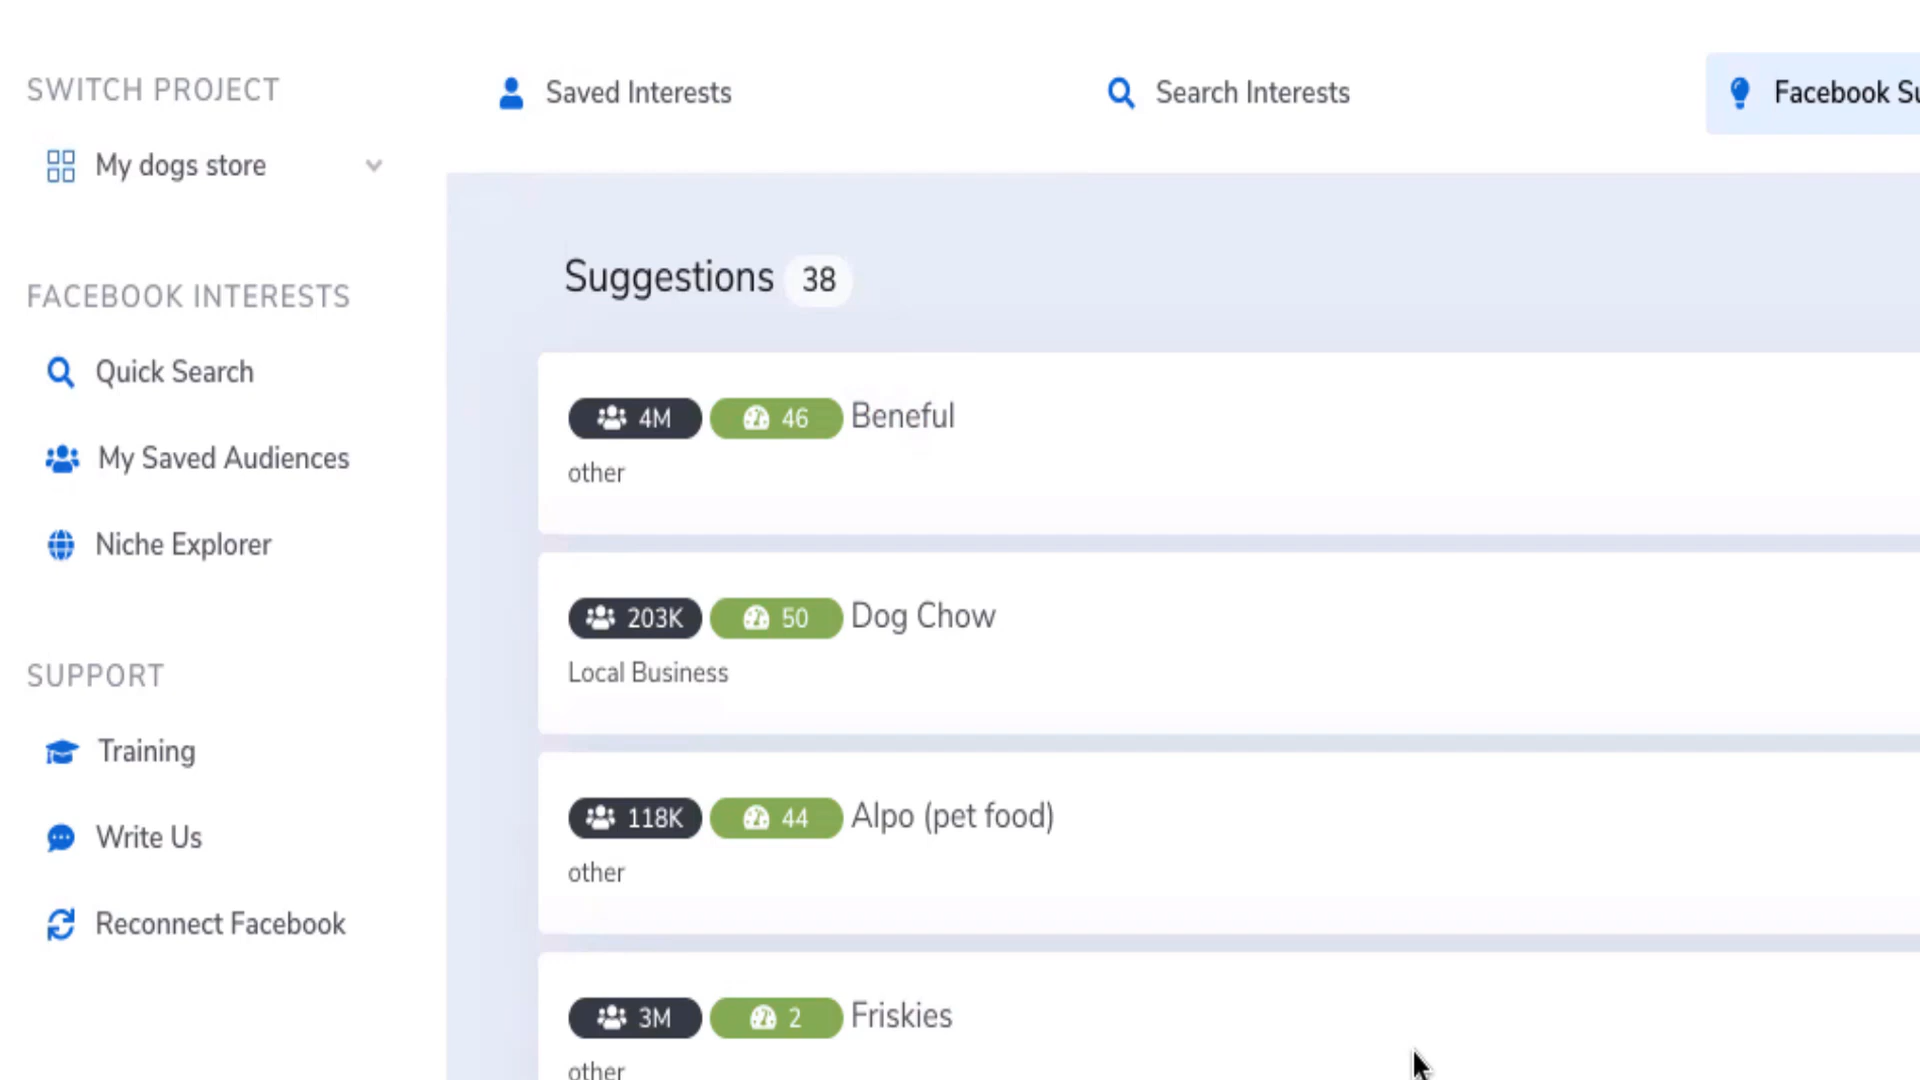 SWITCH PROJECT
My dogs store
FACEBOOK INTERESTS
Quick Search
My Saved Audiences
Niche Explorer
SUPPORT
Training
Write Us
Reconnect Facebook
Saved Interests
Search Interests
Facebook
Suggestions 38
4M 46 Beneful
other
203K 50 Dog Chow
Local Business
118K 44 Alpo (pet food)
other
3M 2 Friskies
other